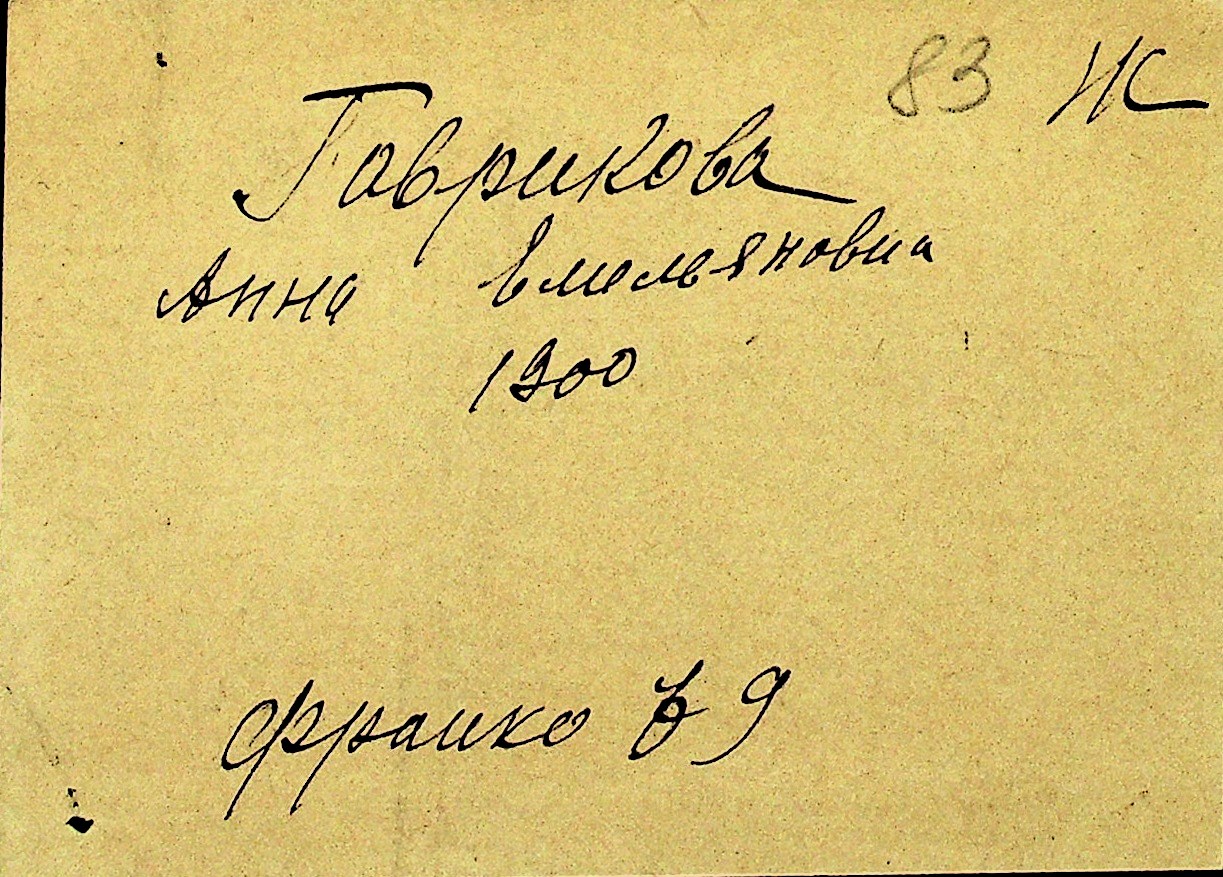 83 Ж
Гаврикова
Анна Емельяновна
1900
Франко 9